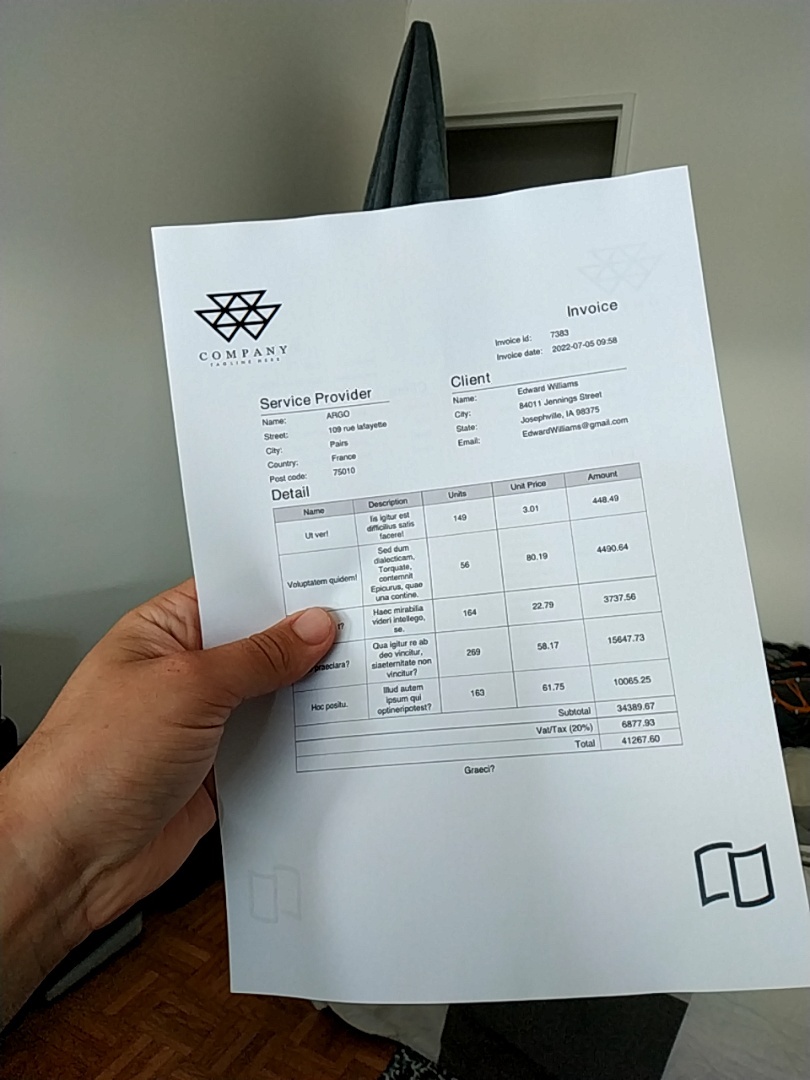 COMPANY
TAGLINE HERE
Invoice
Invoice id: 7383
Invoice date: 2022-07-05 09:58
Service Provider
Name: ARGO
Street: 109 rue lafayette
City: Pairs
Country: France
Post code: 75010
Client
Name: Edward Williams
City: 84011 Jennings Street
State: Josephville, IA 98375
Email: EdwardWilliams@gmail.com
Detail
Name Description Units Unit Price Amount
Ut ver! Iis igitur est 149 3.01 448.49
difficilius satis
facere!
Voluptatem quidem! Sed dum 56 80.19 4490.64
dialecticam,
Torquate,
contemnit
Epicurus, quae
una contine.
Haec mirabilia 164 22.79 3737.56
videri intellego,
se.
praeclara? Qua igitur re ab 269 58.17 15647.73
deo vincitur,
siaeternitate non
vincitur?
Hoc positu. Illud autem 163 61.75 10065.25
ipsum qui
optineripotest?
Subtotal 34389.67
Vat/Tax (20%) 6877.93
Total 41267.60
Graeci?